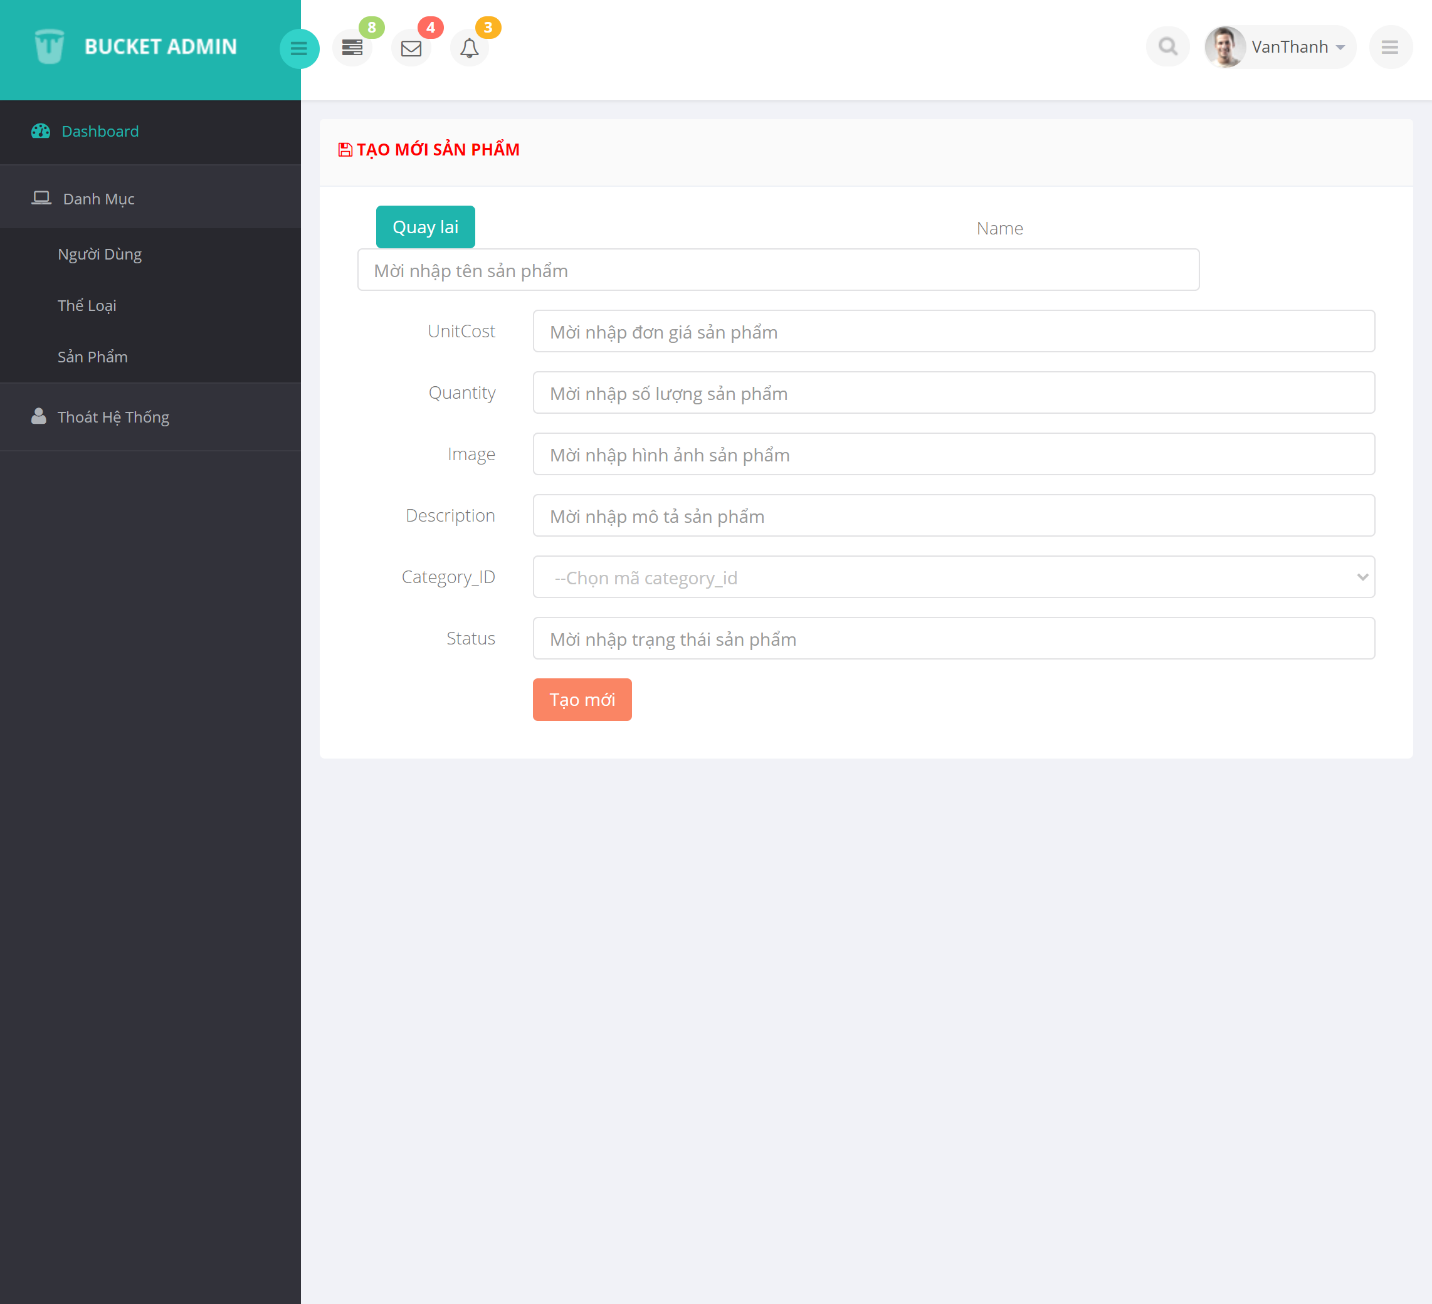 BUCKET ADMIN
8
4
3
VanThanh
Dashboard
Danh Mục
Người Dùng
Thể Loại
Sản Phẩm
Thoát Hệ Thống
TẠO MỚI SẢN PHẨM
Quay lai
Name
Mời nhập tên sản phẩm
UnitCost
Mời nhập đơn giá sản phẩm
Quantity
Mời nhập số lượng sản phẩm
Image
Mời nhập hình ảnh sản phẩm
Description
Mời nhập mô tả sản phẩm
Category_ID
--Chọn mã category_id
Status
Mời nhập trạng thái sản phẩm
Tạo mới